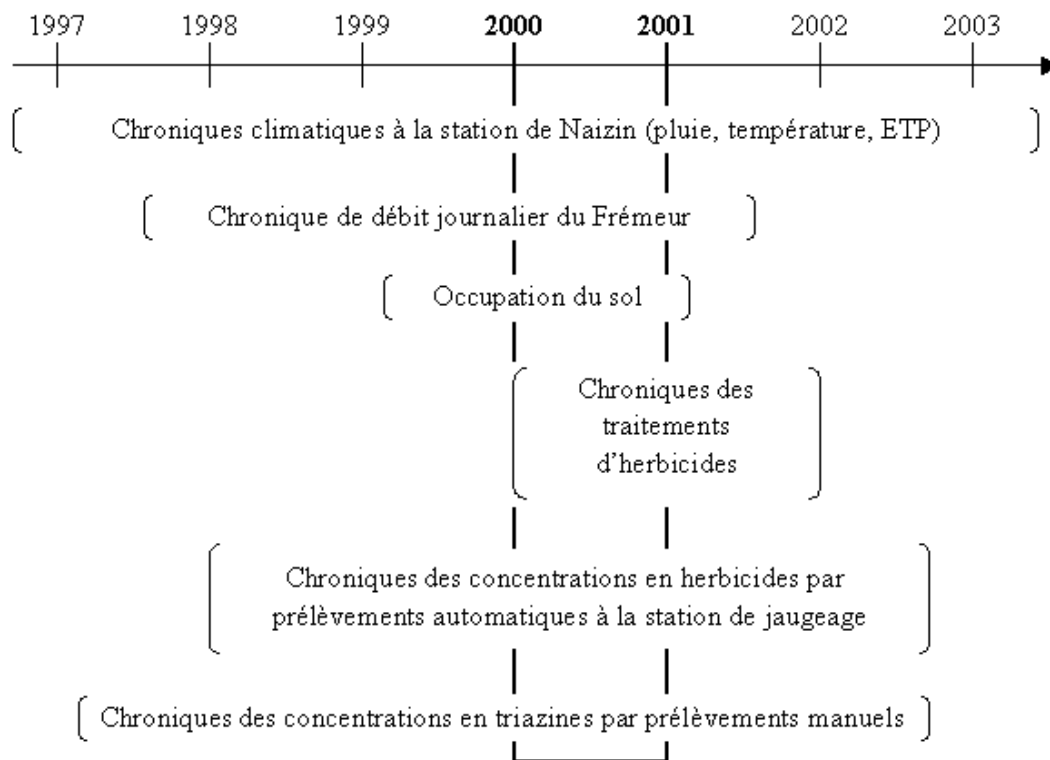 1997 1998 1999 2000 2001 2002 2003
Chroniques climatiques à la station de Naizin (pluie, température, ETP)
Chronique de débit journalier du Frémeur
Occupation du sol
Chroniques des
traitements
d'herbicides
Chroniques des concentrations en herbicides par
prélèvements automatiques à la station de jaugeage
Chroniques des concentrations en triazines par prélèvements manuels